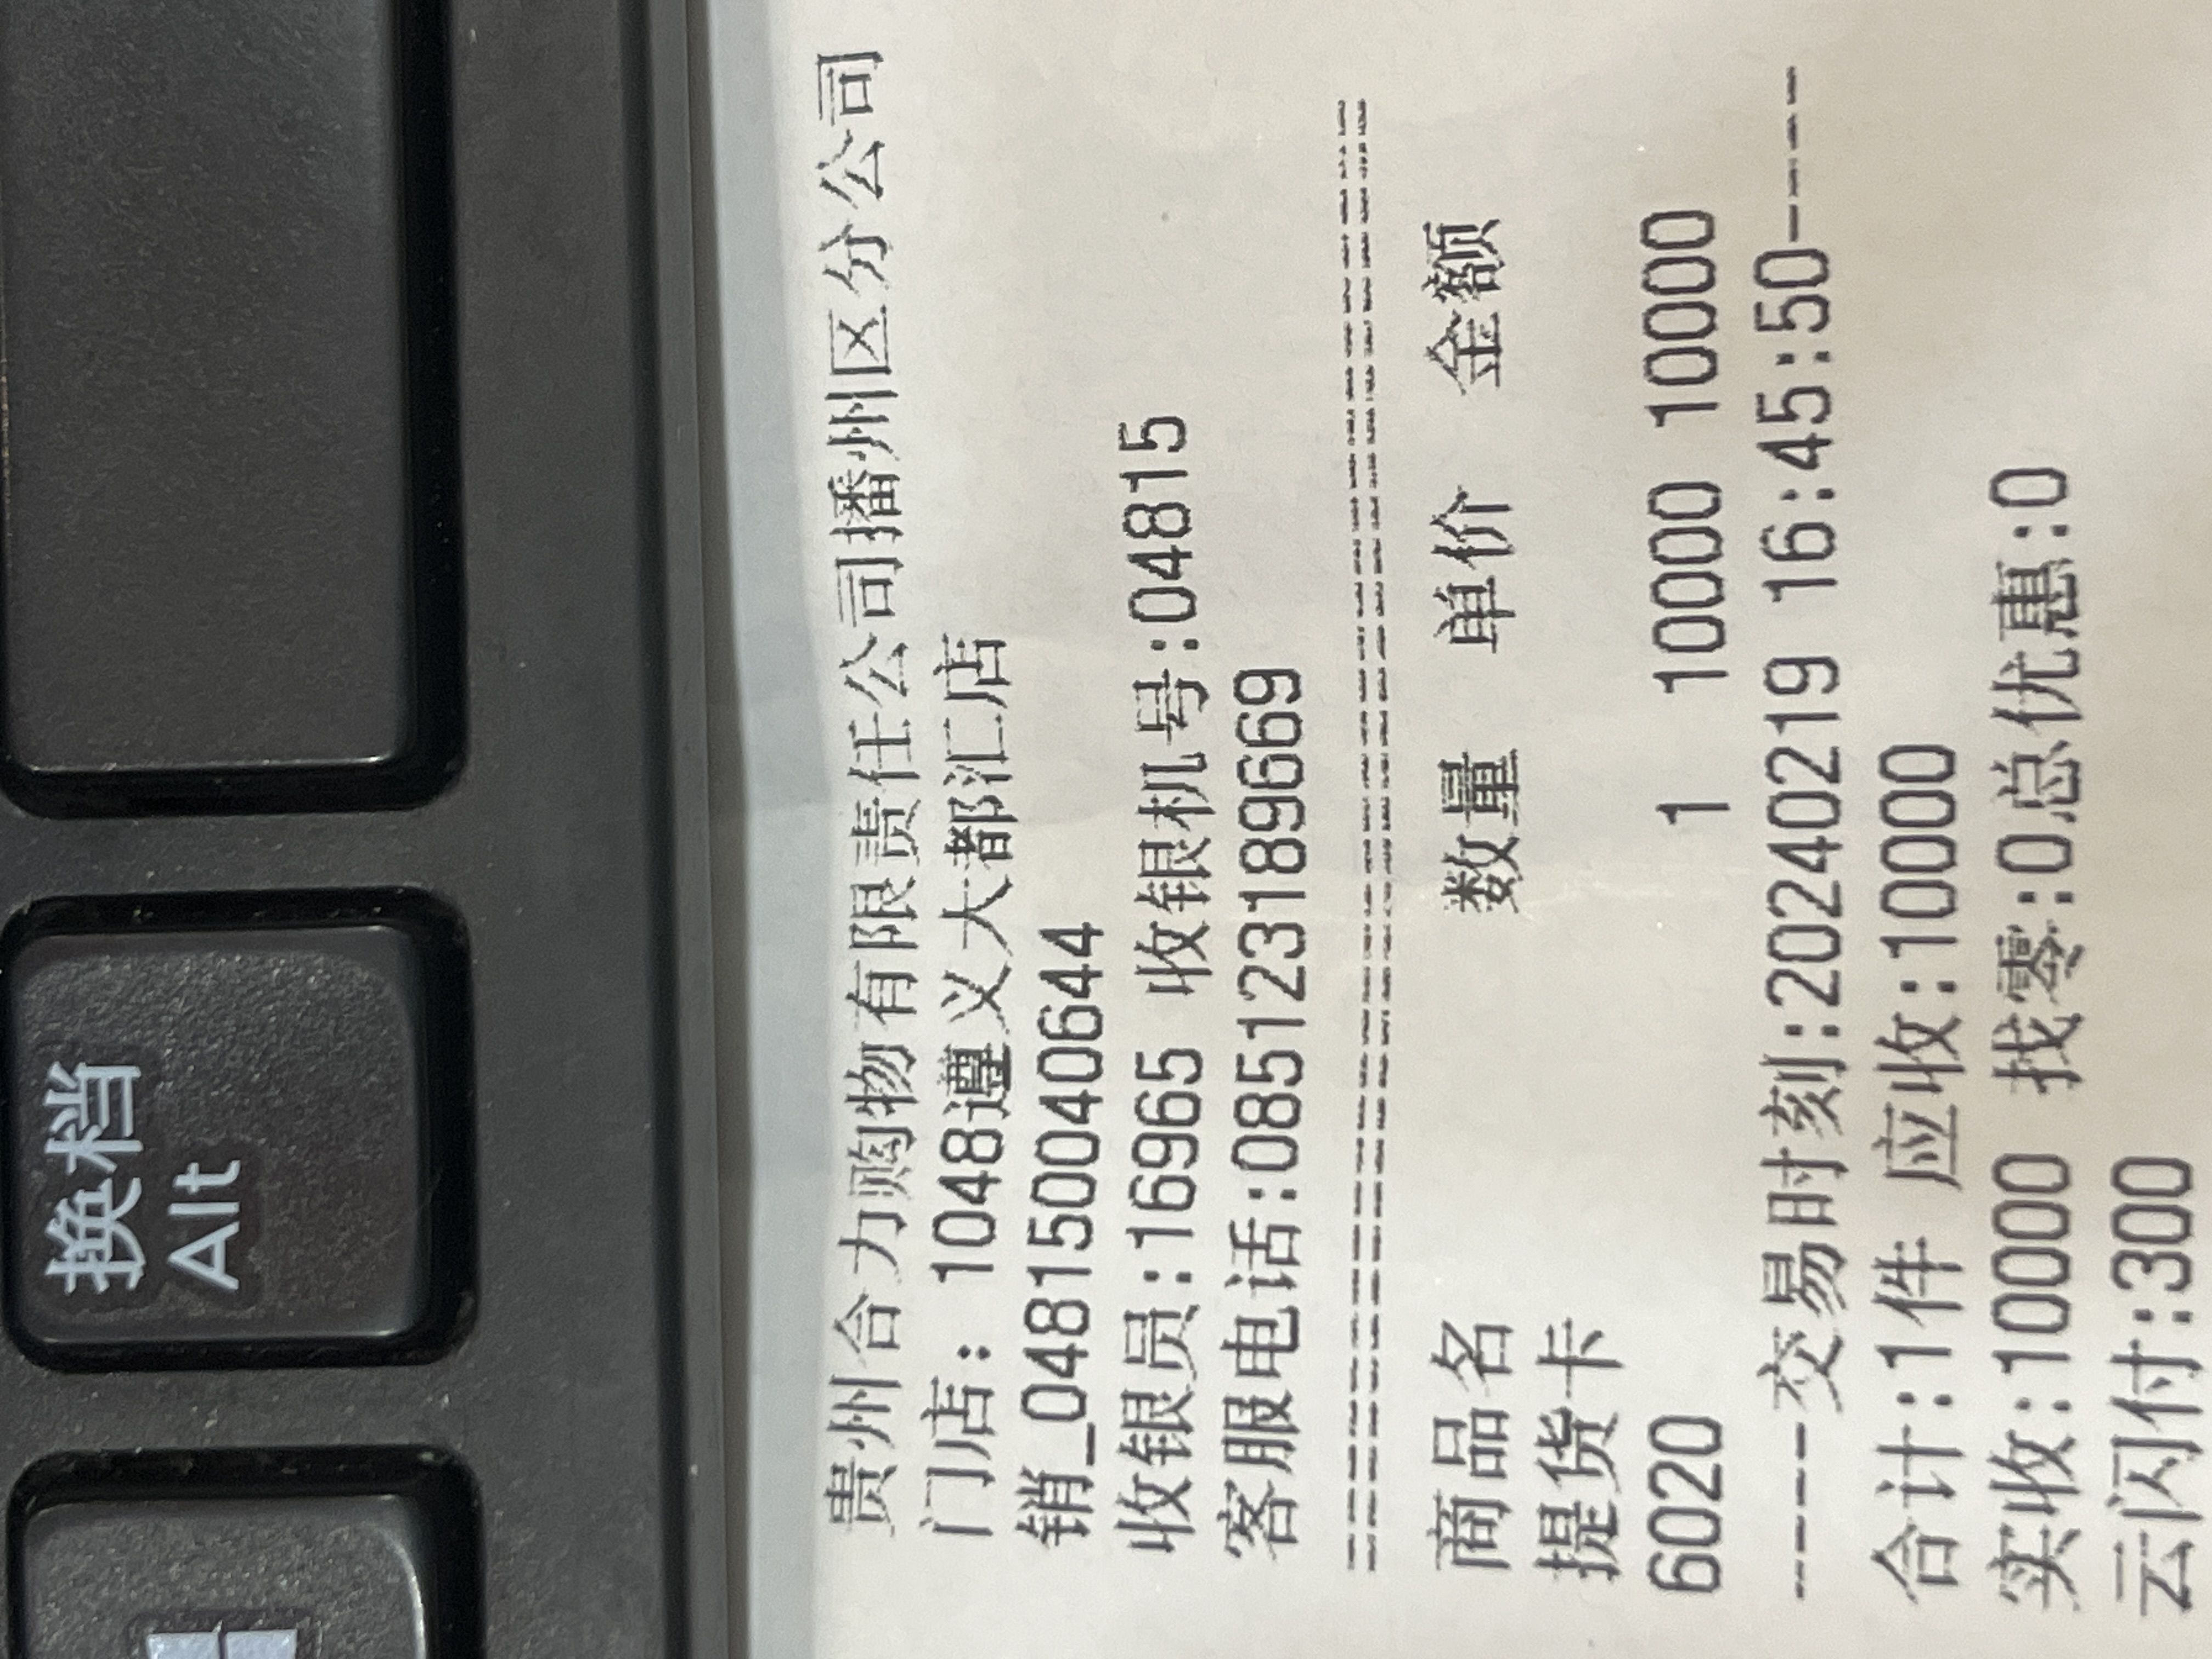 换档
Alt
贵州合力购物有限责任公司播州区分公司
门店: 1048遵义大都汇店
销_0481500040644
收银员:16965 收银机号:04815
客服电话:085123189669
================================
商品名 数量 单价 金额
提货卡
6020 1 10000 10000
----交易时刻:20240219 16:45:50----
合计:1件 应收:10000
实收:10000 找零:0总优惠:0
云闪付:300